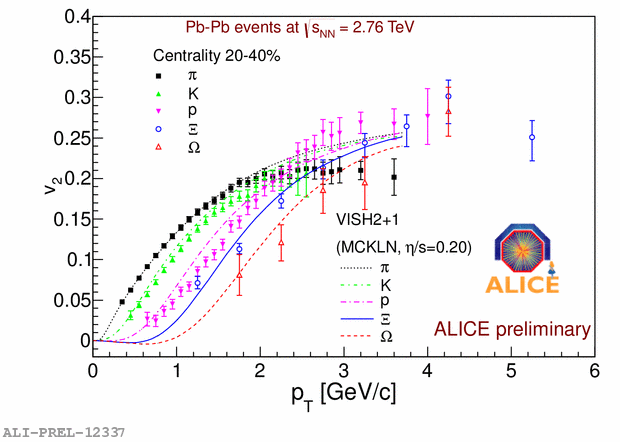 Pb-Pb events at √sNN = 2.76 TeV
Centrality 20-40%
π
K
p
Ξ
Ω
v2
0.4
0.35
0.3
0.25
0.2
0.15
0.1
0.05
0
VISH2+1
(MCKLN, η/s=0.20)
π
K
p
Ξ
Ω
ALICE
ALICE preliminary
0 1 2 3 4 5 6
pT [GeV/c]
ALI-PREL-12337